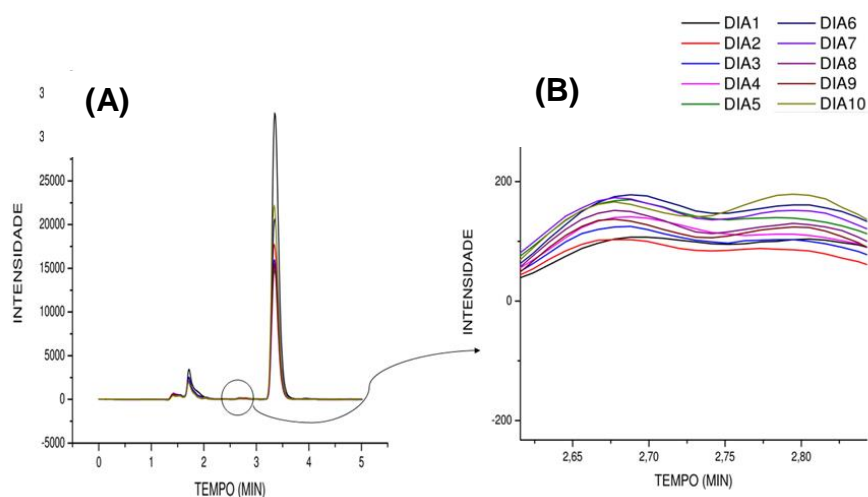 DIA1
DIA2
DIA3
DIA4
DIA5
DIA6
DIA7
DIA8
DIA9
DIA10
(A)
3
3
25000
20000
15000
10000
5000
0
-5000
INTENSIDADE
0 1 2 3 4 5
TEMPO (MIN)
(B)
200
0
-200
INTENSIDADE
2,65 2,70 2,75 2,80
TEMPO (MIN)